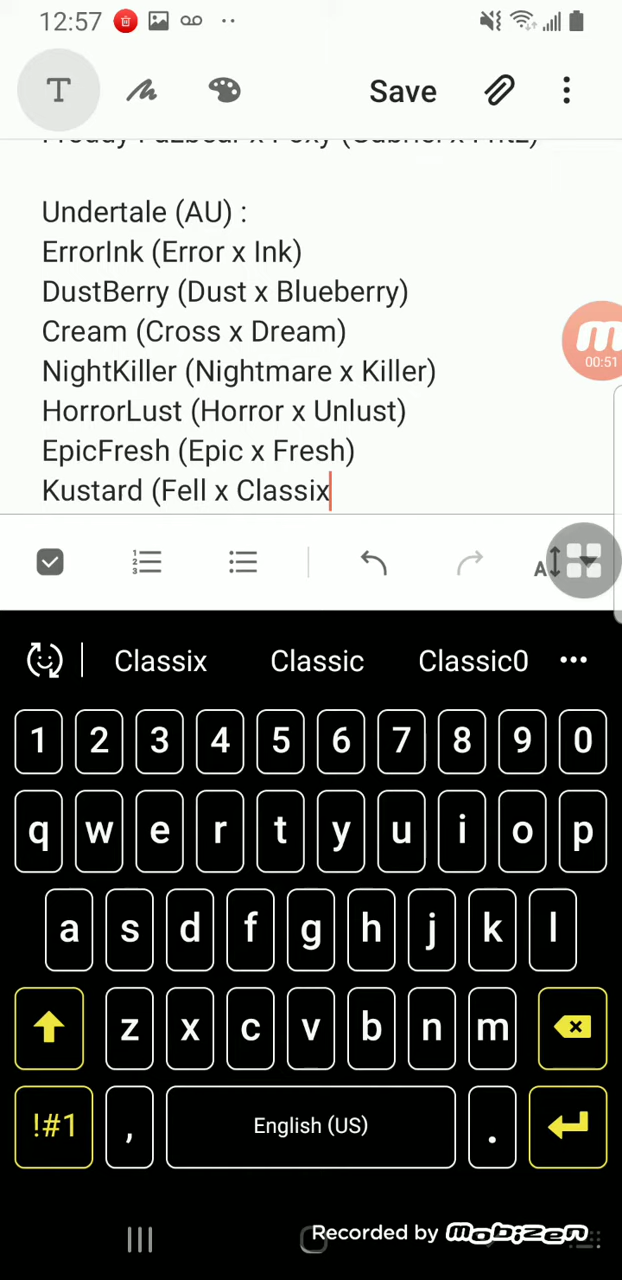 12:57
T
Save
Undertale (AU) :
ErrorInk (Error x Ink)
DustBerry (Dust x Blueberry)
Cream (Cross x Dream)
NightKiller (Nightmare x Killer)
HorrorLust (Horror x Unlust)
EpicFresh (Epic x Fresh)
Kustard (Fell x Classix
00:51
A
Classix Classic Classic0
1 2 3 4 5 6 7 8 9 0
q w e r t y u i o p
a s d f g h j k l
z x c v b n m
!#1 , English (US) .
Recorded by mobizen